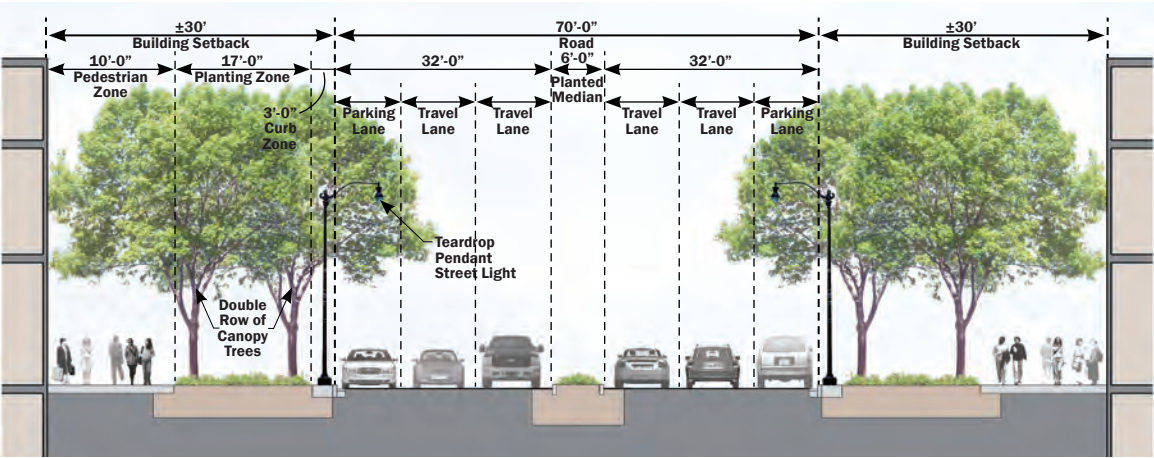 ±30'
Building Setback
70'-0"
Road
±30'
Building Setback
10'-0"
Pedestrian
Zone
17'-0"
Planting Zone
3'-0"
Curb
Zone
32'-0"
6'-0"
Planted
Median
32'-0"
Parking
Lane
Travel
Lane
Travel
Lane
Travel
Lane
Travel
Lane
Parking
Lane
Teardrop
Pendant
Street Light
Double
Row of
Canopy
Trees